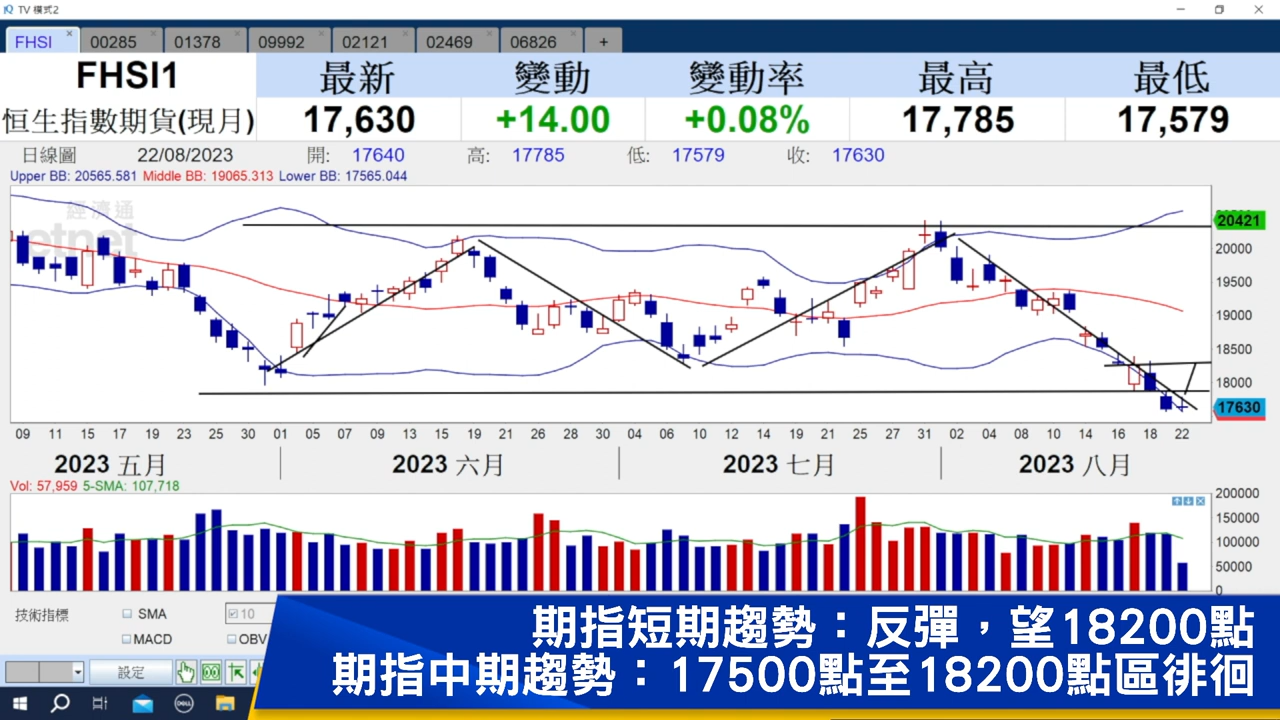 TV 模式2
FHSI 00285 01378 09992 02121 02469 06826 +
FHSI1 最新 變動 變動率 最高 最低
恒生指數期貨(現月) 17,630 +14.00 +0.08% 17,785 17,579
日線圖 22/08/2023 開: 17640 高: 17785 低: 17579 收: 17630
Upper BB: 20565.581 Middle BB: 19065.313 Lower BB: 17565.044
經濟通
etnet
20421
20000
19500
19000
18500
18000
17630
09 11 15 17 19 23 25 30 01 05 07 09 13 15 19 21 26 28 30 04 06 10 12 14 19 21 25 27 31 02 04 08 10 14 16 18 22
2023 五月 2023 六月 2023 七月 2023 八月
Vol: 57,959 5-SMA: 107,718
200000
150000
100000
50000
0
技術指標 SMA 10
MACD OBV
設定
期指短期趨勢：反彈，望18200點
期指中期趨勢：17500點至18200點區徘徊
DELL